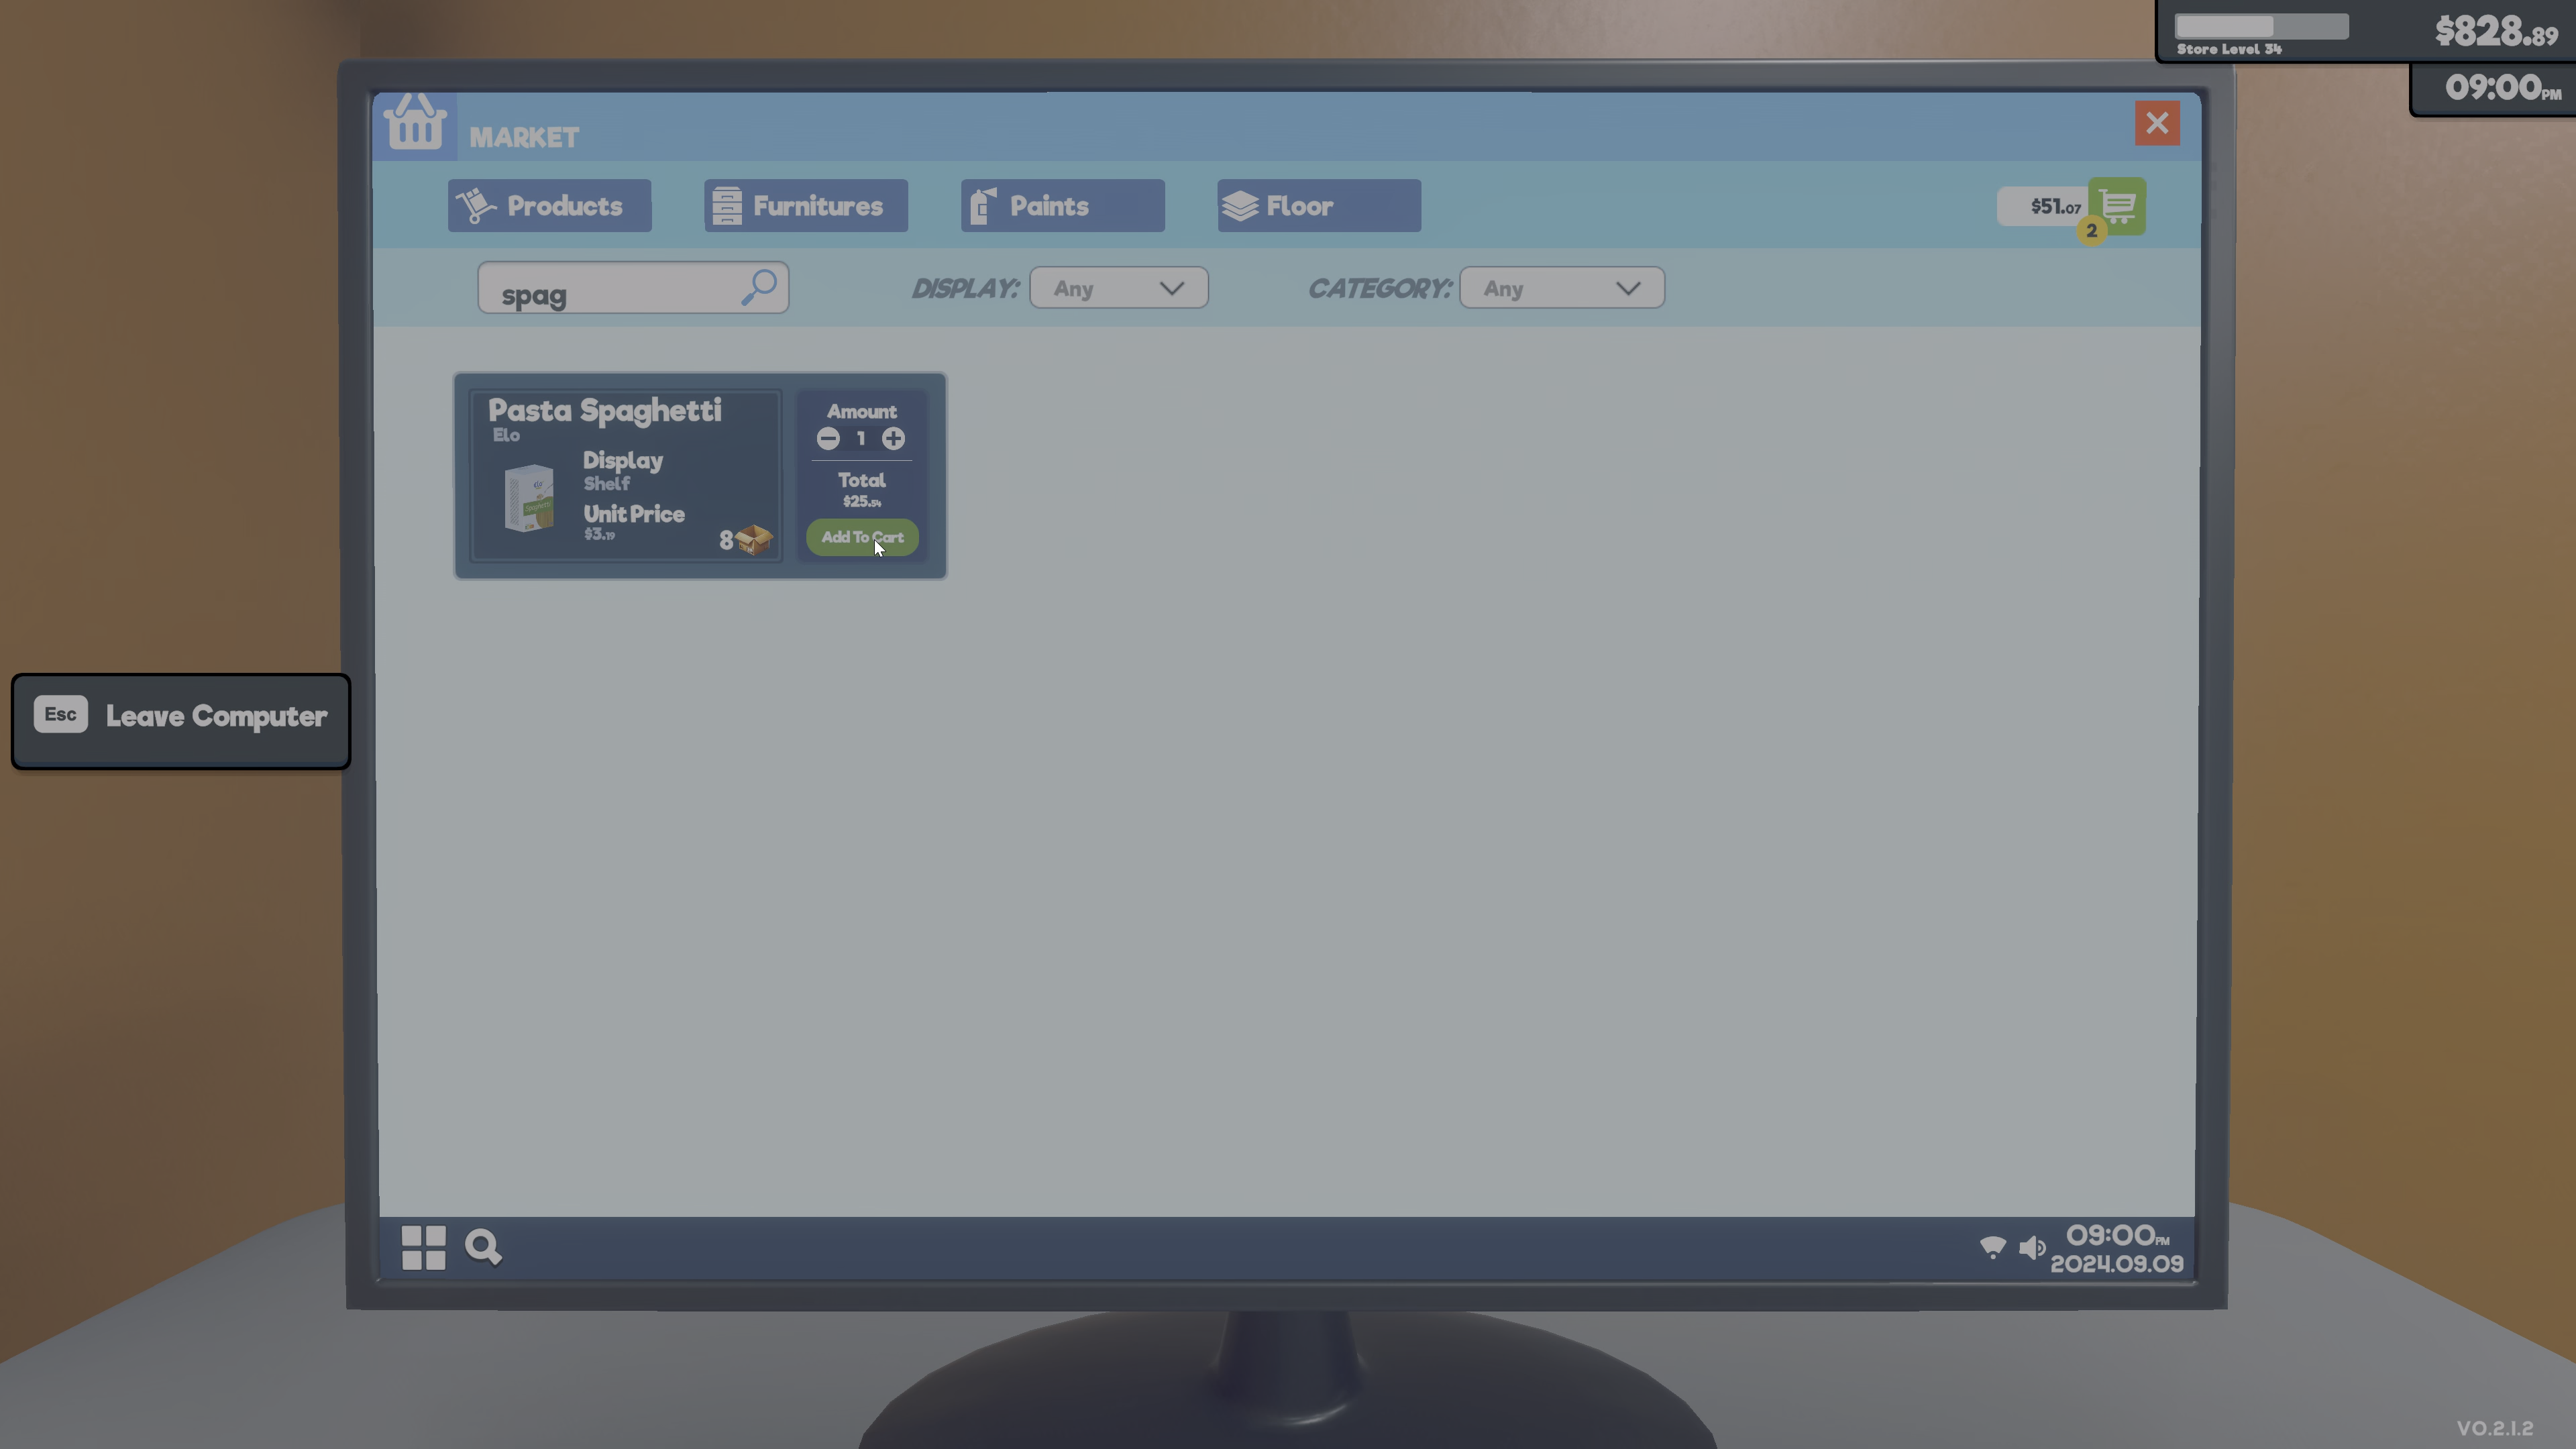 $828.89
Store Level 34
09:00PM
MARKET
Products
Furnitures
Paints
Floor
$51.07
2
spag
DISPLAY:
Any
CATEGORY:
Any
Pasta Spaghetti
Elo
Display
Shelf
Unit Price
$3.19
8
Amount
1
Total
$25.54
Add To Cart
Esc
Leave Computer
09:00PM
2024.09.09
V0.2.1.2